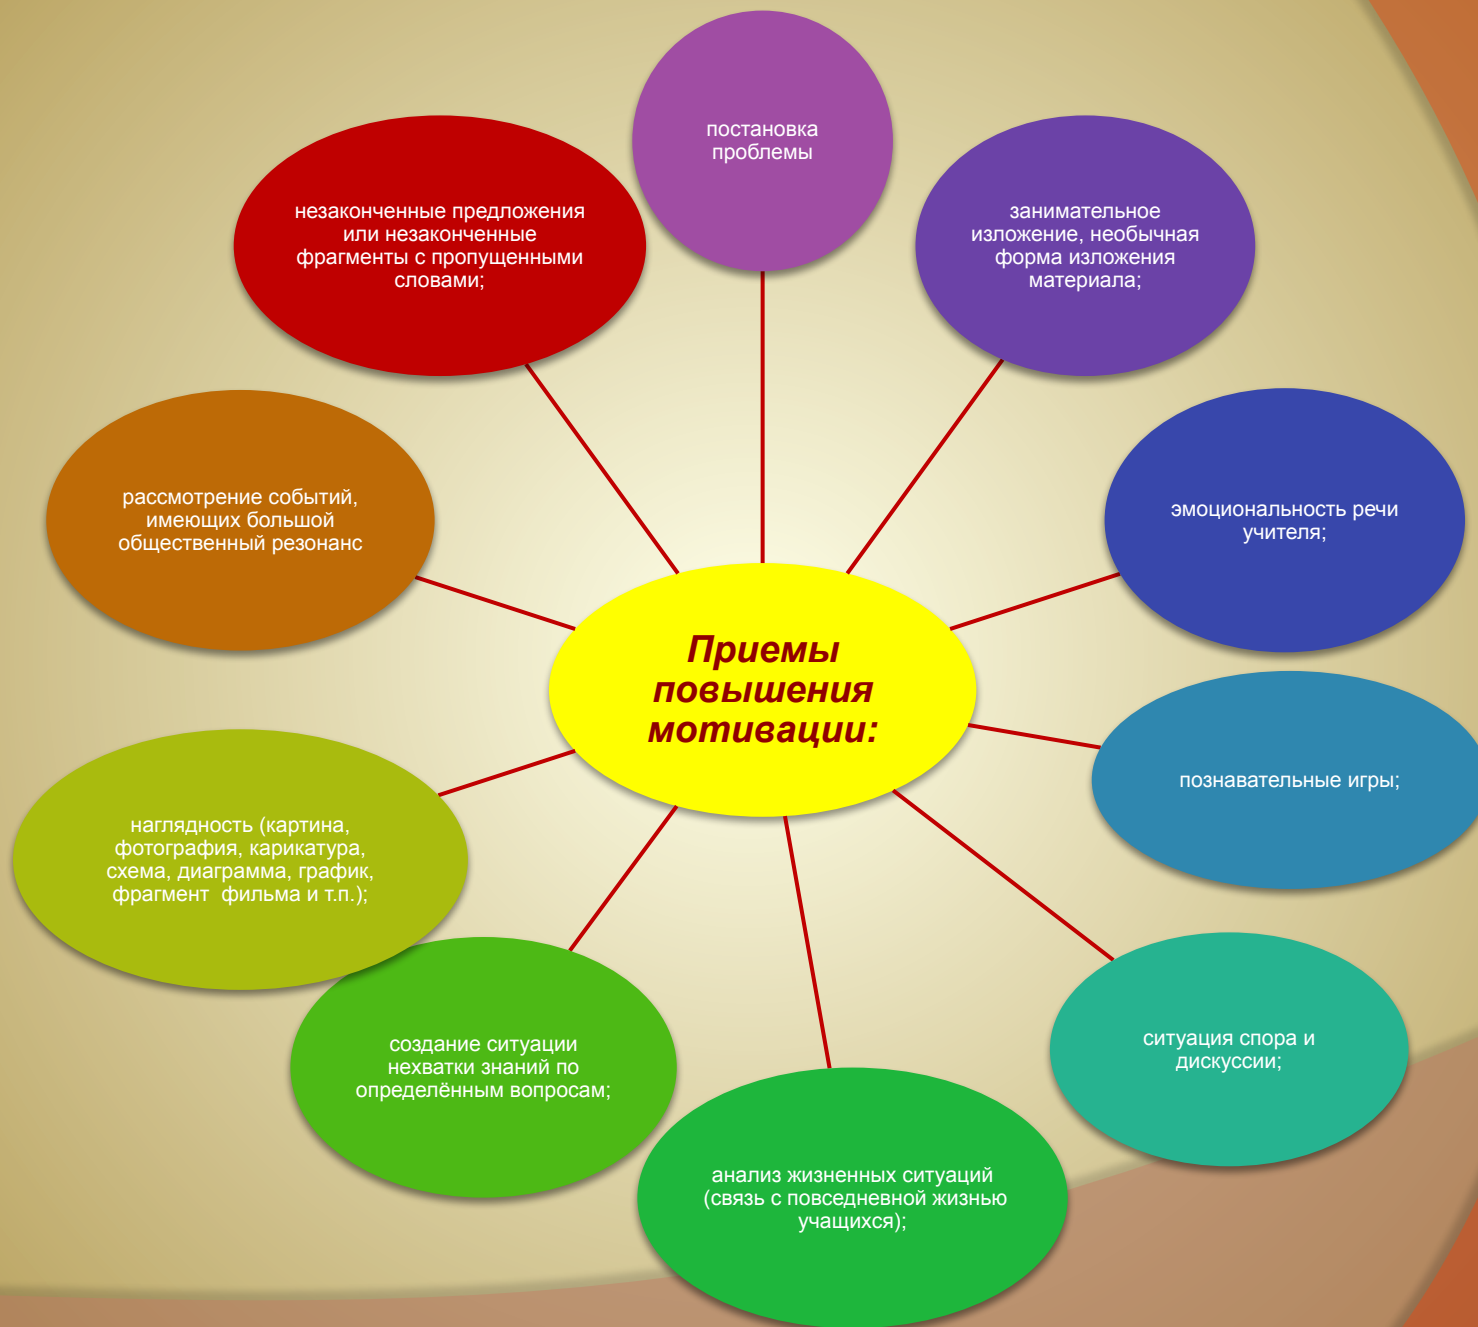 постановка
проблемы
занимательное
изложение, необычная
форма изложения
материала;
эмоциональность речи
учителя;
познавательные игры;
ситуация спора и
дискуссии;
анализ жизненных ситуаций
(связь с повседневной жизнью
учащихся);
создание ситуации
нехватки знаний по
определённым вопросам;
наглядность (картина,
фотография, карикатура,
схема, диаграмма, график,
фрагмент  фильма и т.п.);
рассмотрение событий,
имеющих большой
общественный резонанс
незаконченные предложения
или незаконченные
фрагменты с пропущенными
словами;
Приемы
повышения
мотивации: